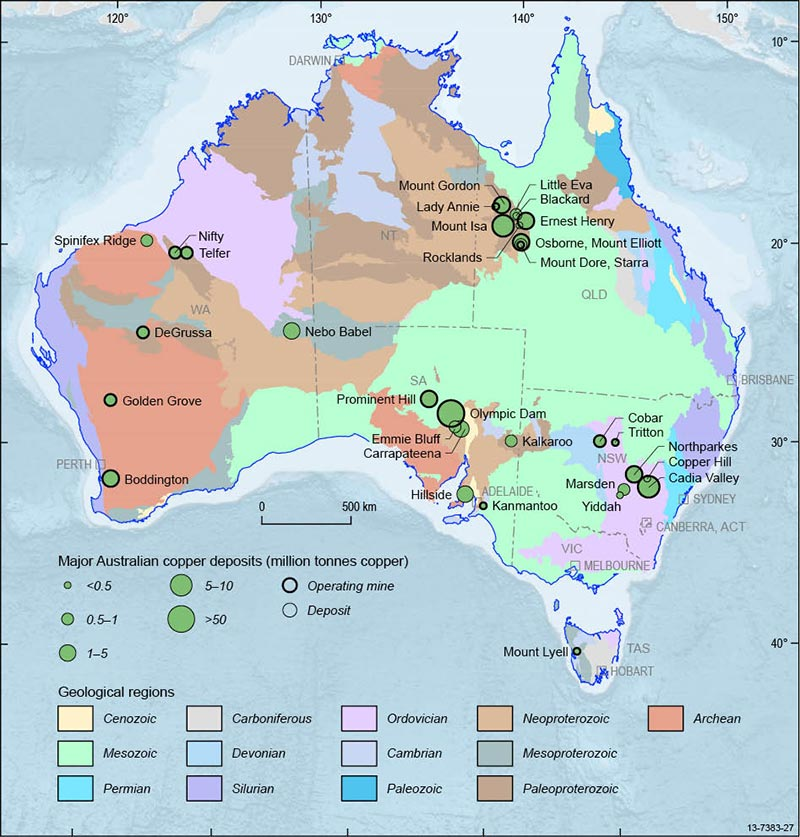 120°
130°
140°
150°
10°
DARWIN
Mount Gordon
Little Eva
Lady Annie
Blackard
Mount Isa
Ernest Henry
Spinifex Ridge
Nifty
Telfer
NT
20°
Rocklands
Osborne, Mount Elliott
Mount Dore, Starra
QLD
WA
DeGrussa
Nebo Babel
SA
BRISBANE
Prominent Hill
Golden Grove
Olympic Dam
Cobar
Emmie Bluff
Kalkaroo
Tritton
30°
Carrapateena
NSW
Northparkes
PERTH
Copper Hill
Boddington
Marsden
Cadia Valley
Hillside
ADELAIDE
Yiddah
SYDNEY
Kanmantoo
0
500 km
CANBERRA, ACT
VIC
MELBOURNE
Major Australian copper deposits (million tonnes copper)
<0.5
5–10
Operating mine
0.5–1
>50
Deposit
1–5
40°
Mount Lyell
TAS
HOBART
Geological regions
Cenozoic
Carboniferous
Ordovician
Neoproterozoic
Archean
Mesozoic
Devonian
Cambrian
Mesoproterozoic
Permian
Silurian
Paleozoic
Paleoproterozoic
13-7383-27